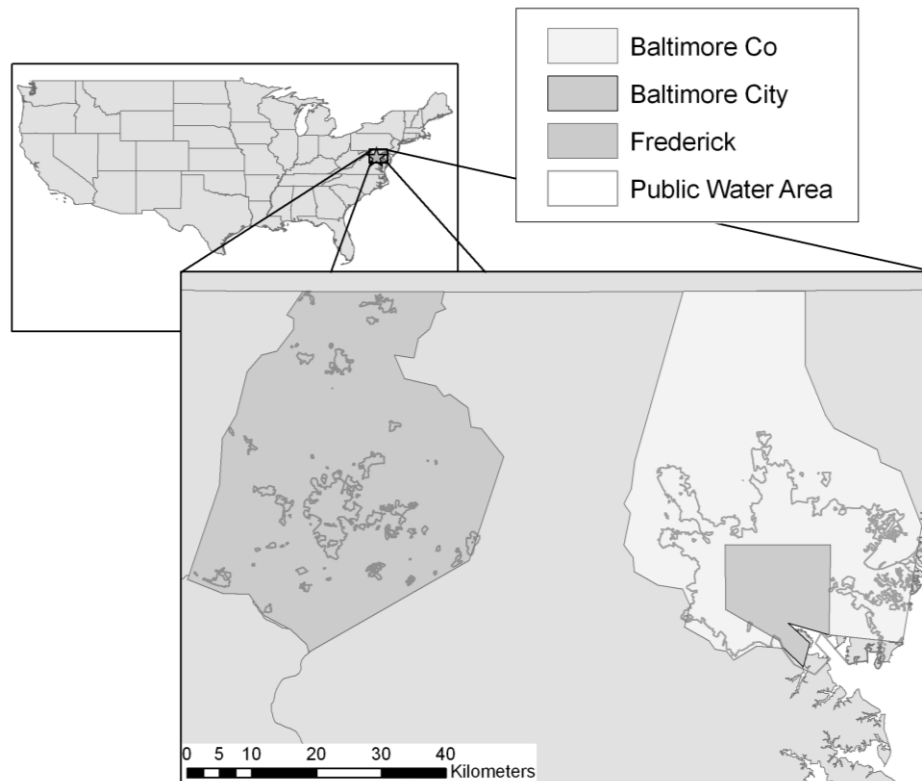 Baltimore Co
Baltimore City
Frederick
Public Water Area
0 5 10 20 30 40
Kilometers